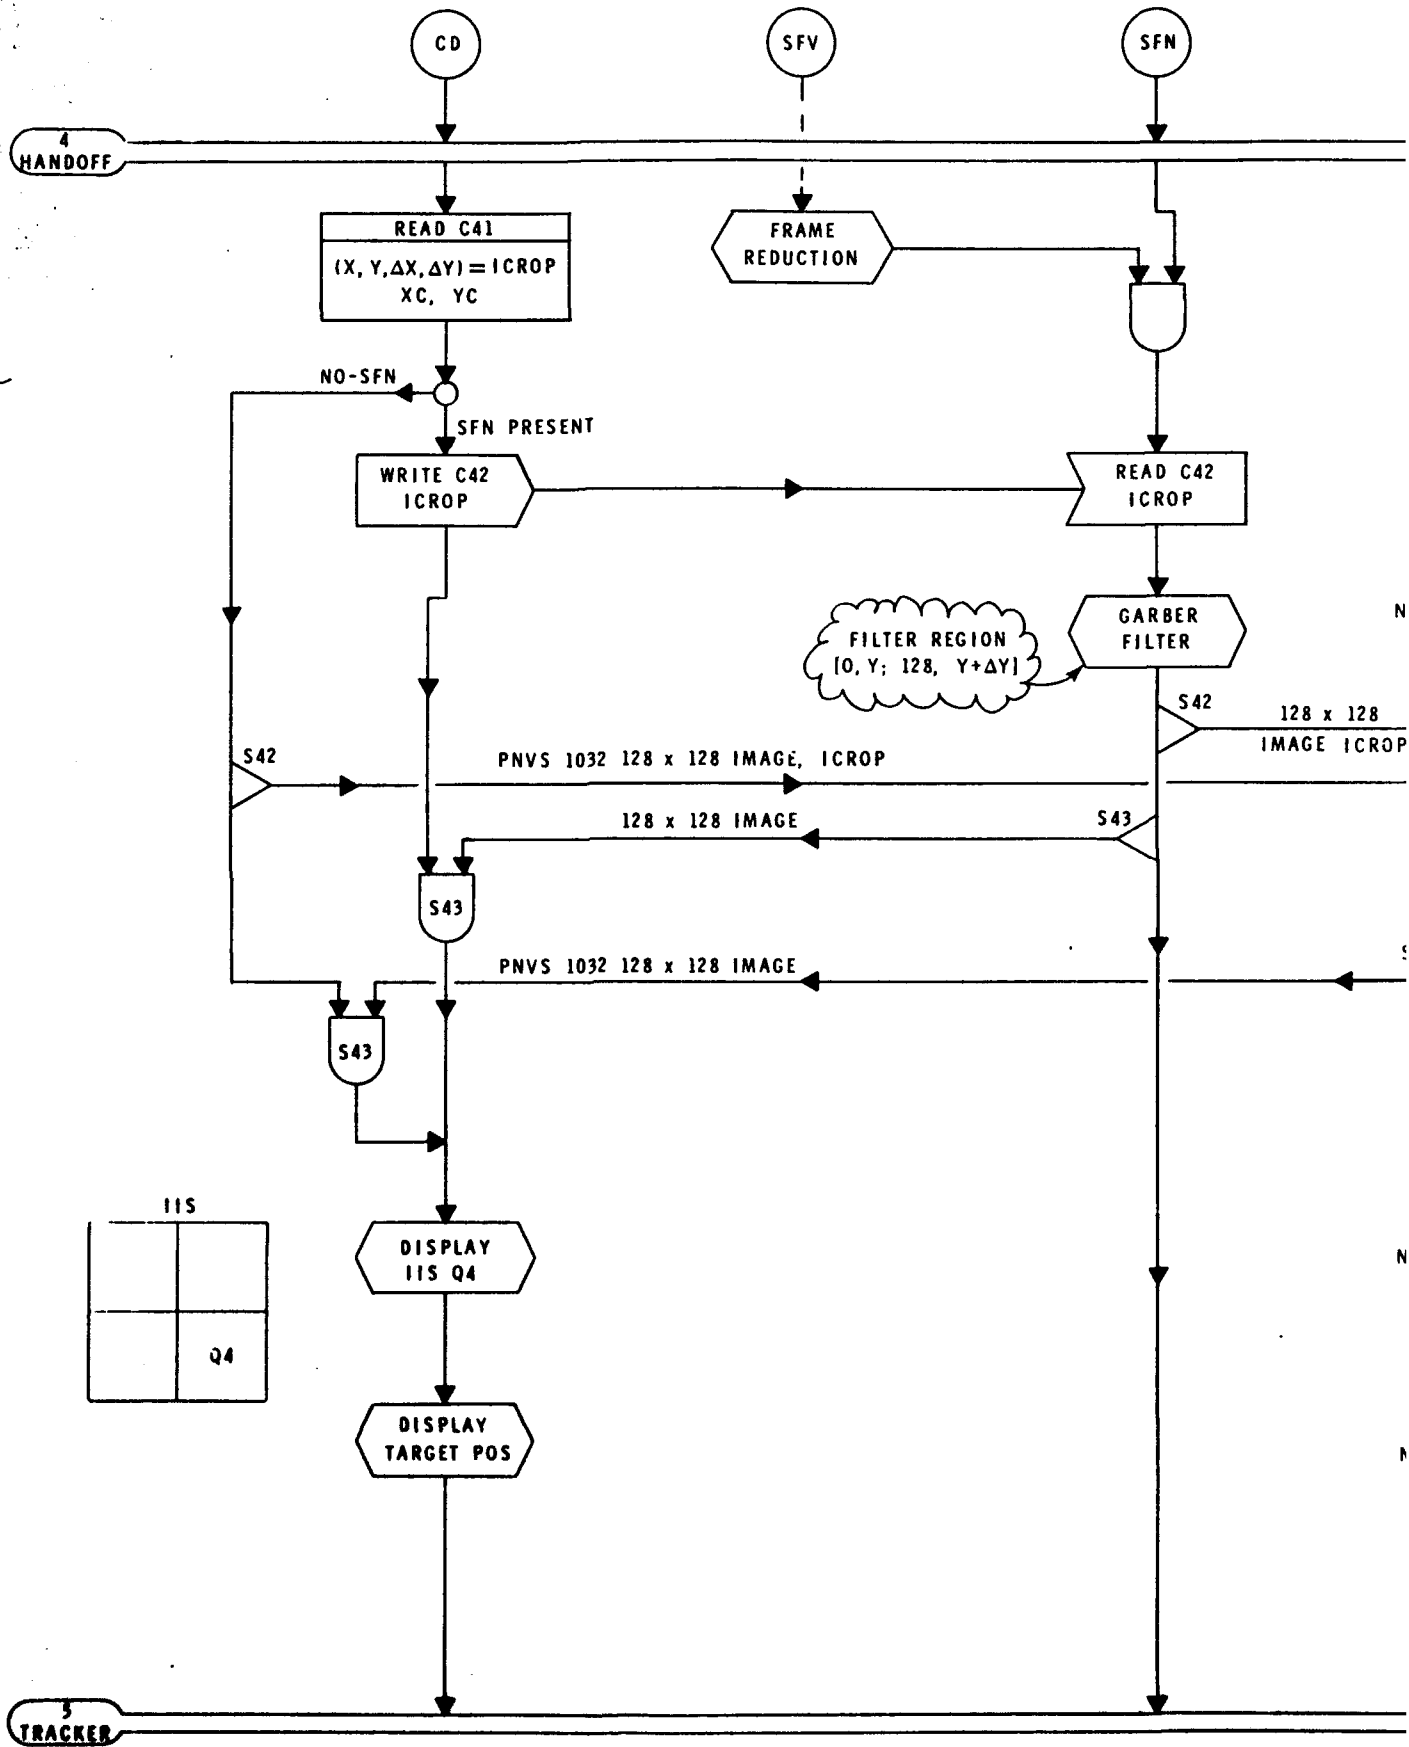 CD
SFV
SFN
4
HANDOFF
READ C41
(X, Y, ΔX, ΔY) = ICROP
XC, YC
FRAME
REDUCTION
NO-SFN
SFN PRESENT
WRITE C42
ICROP
READ C42
ICROP
GARBER
FILTER
N
FILTER REGION
[0, Y; 128, Y+ΔY]
S42
128 x 128
IMAGE ICROP
S42
PNVS 1032 128 x 128 IMAGE, ICROP
128 x 128 IMAGE
S43
S43
PNVS 1032 128 x 128 IMAGE
S43
IIS
DISPLAY
IIS Q4
N
Q4
DISPLAY
TARGET POS
N
5
TRACKER